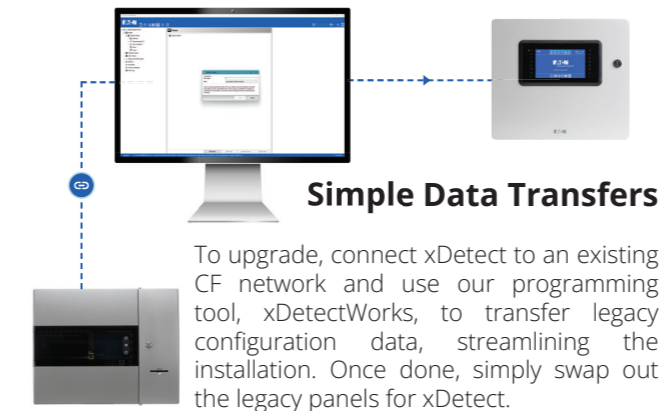 E·T·N
E·T·N
E·T·N
Simple Data Transfers
To upgrade, connect xDetect to an existing
CF network and use our programming
tool, xDetectWorks, to transfer legacy
configuration data, streamlining the
installation. Once done, simply swap out
the legacy panels for xDetect.